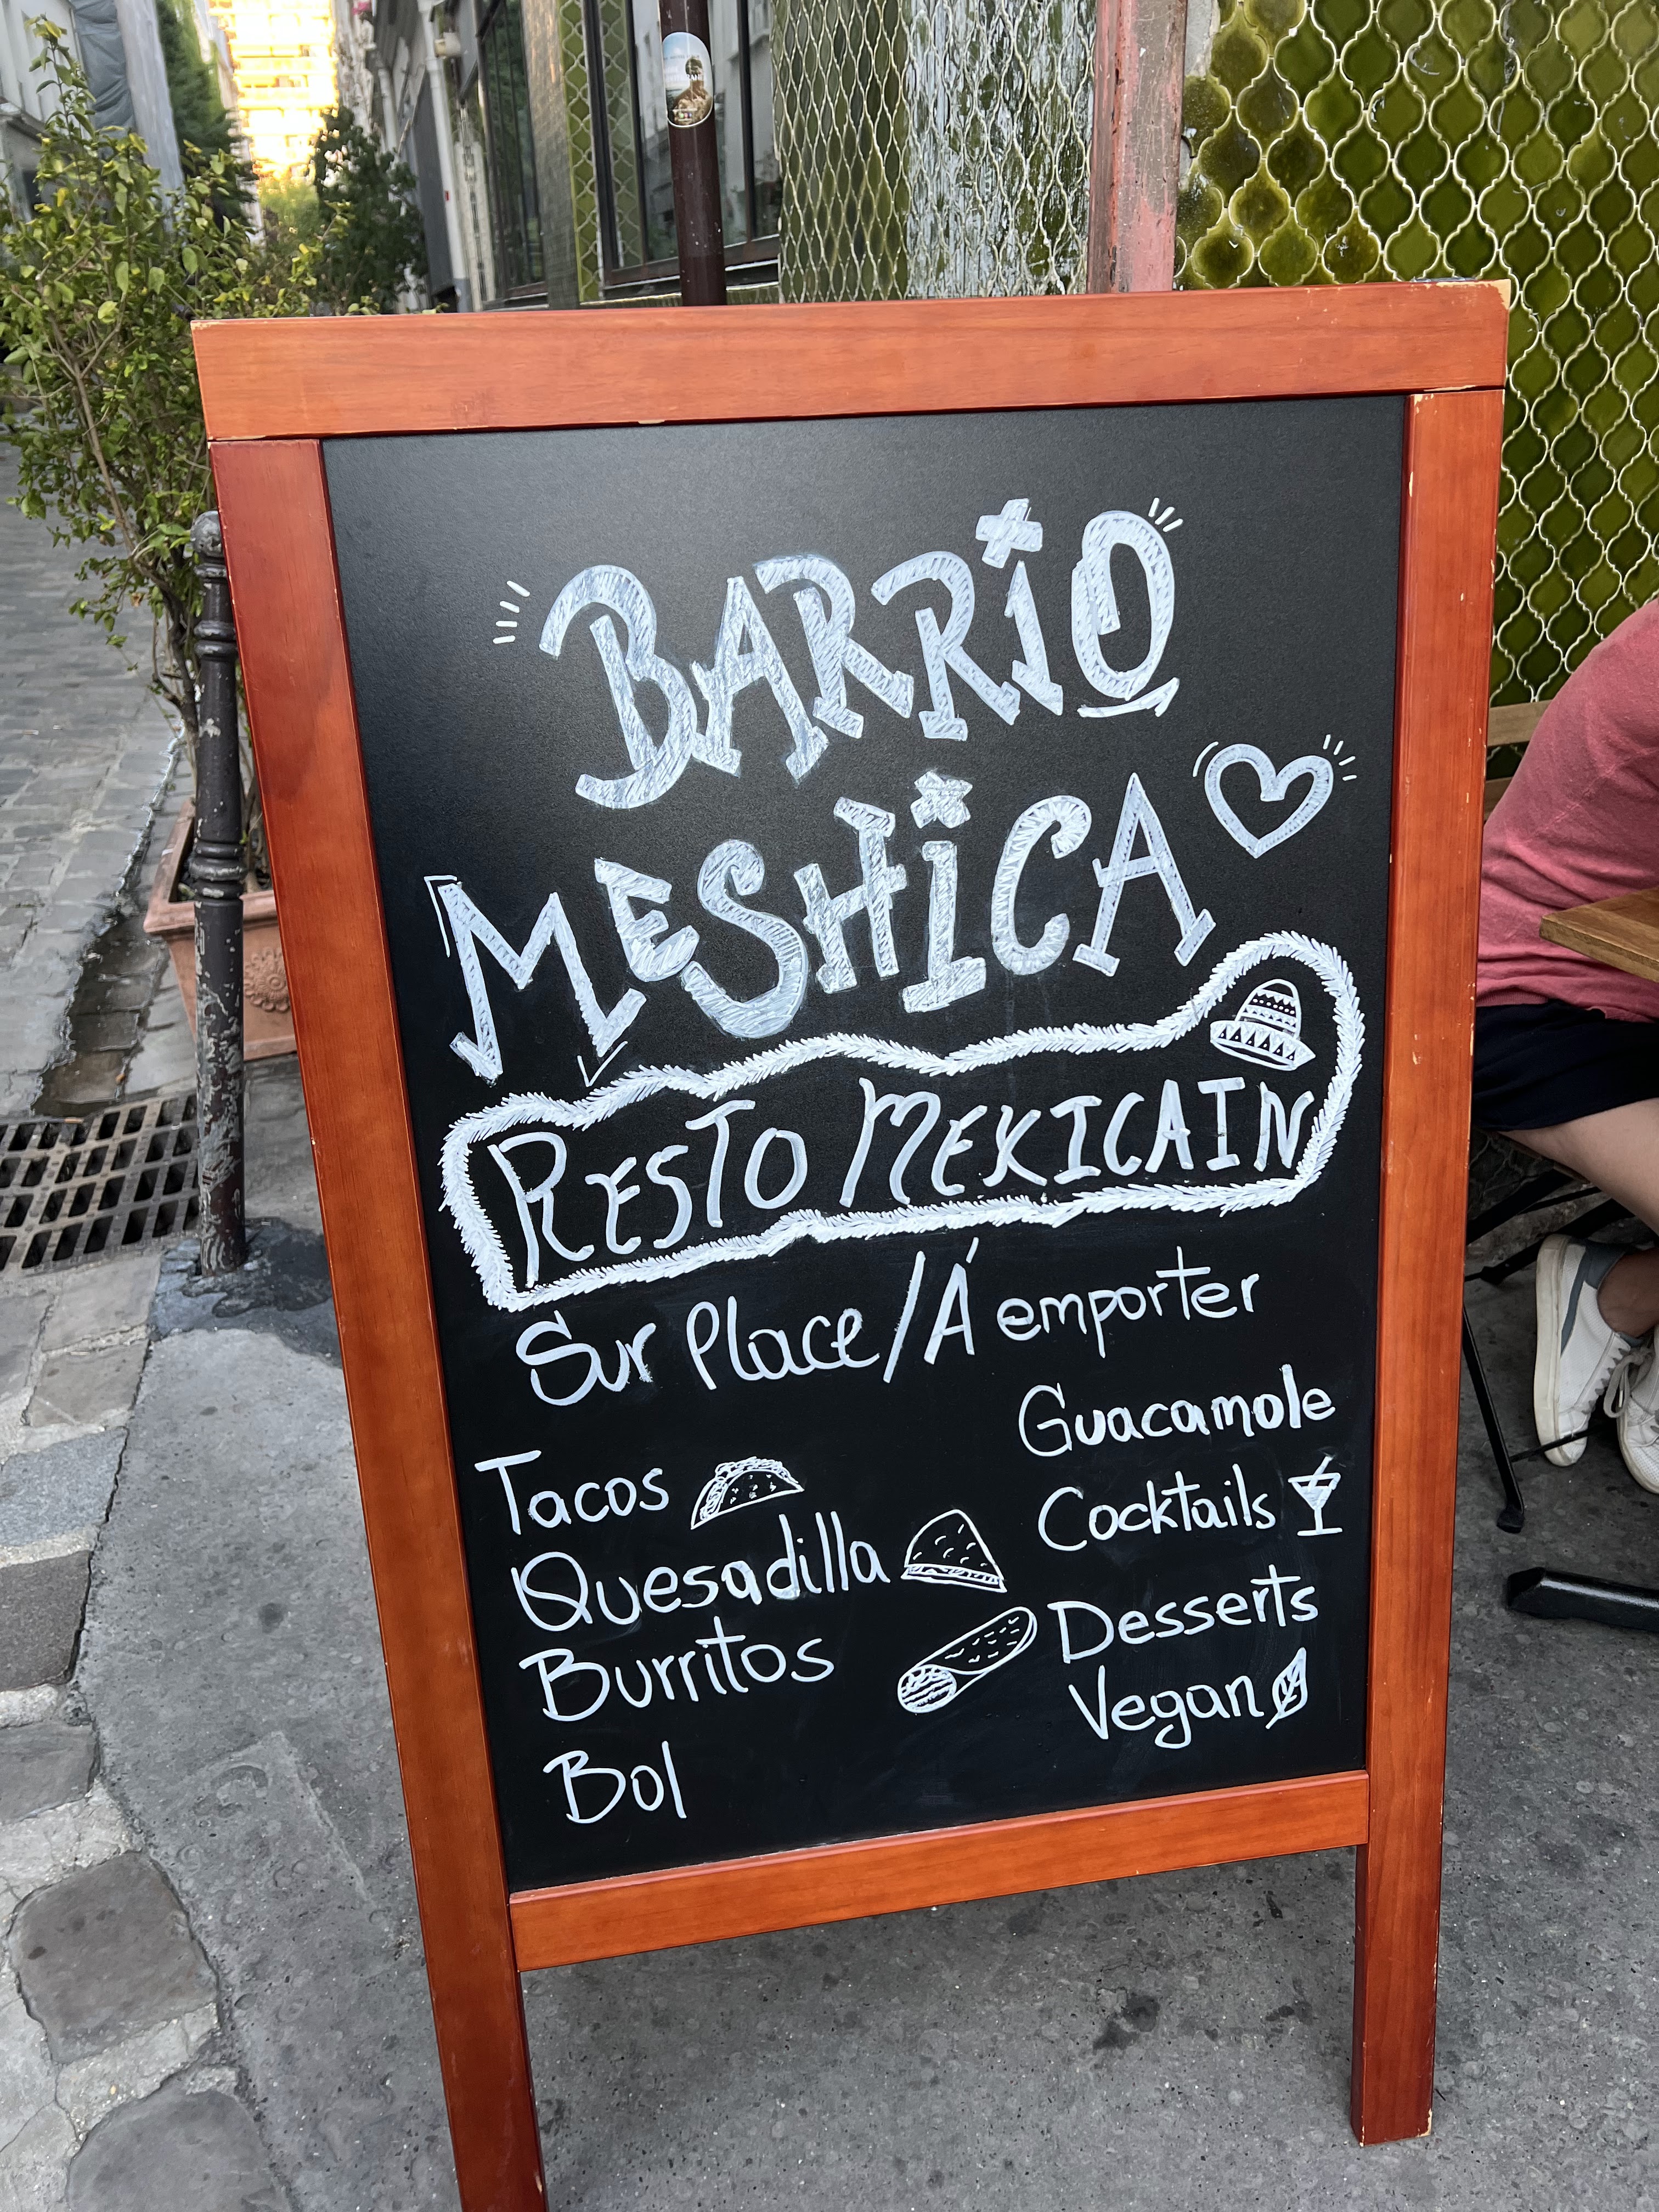 BARRiO
MESHiCA
RESTO MEXICAIN
Sur Place/Á emporter
Tacos
Quesadilla
Burritos
Bol
Guacamole
Cocktails
Desserts
Vegan